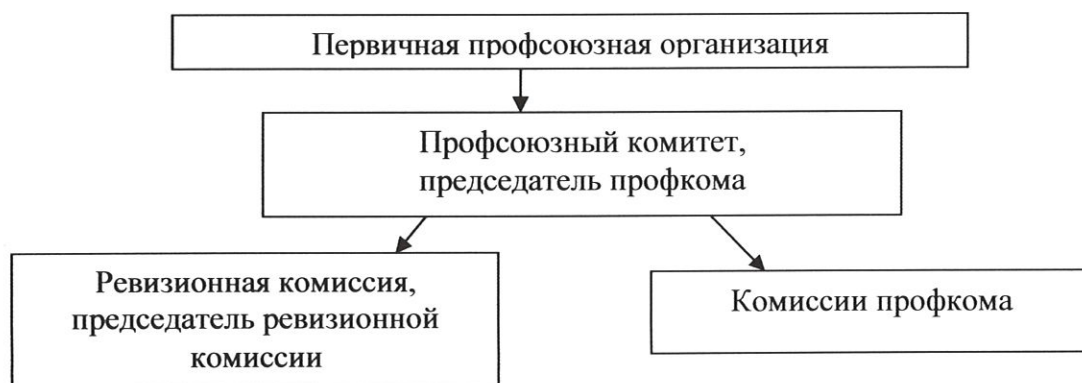 Первичная профсоюзная организация
Профсоюзный комитет,
председатель профкома
Ревизионная комиссия,
председатель ревизионной
комиссии
Комиссии профкома